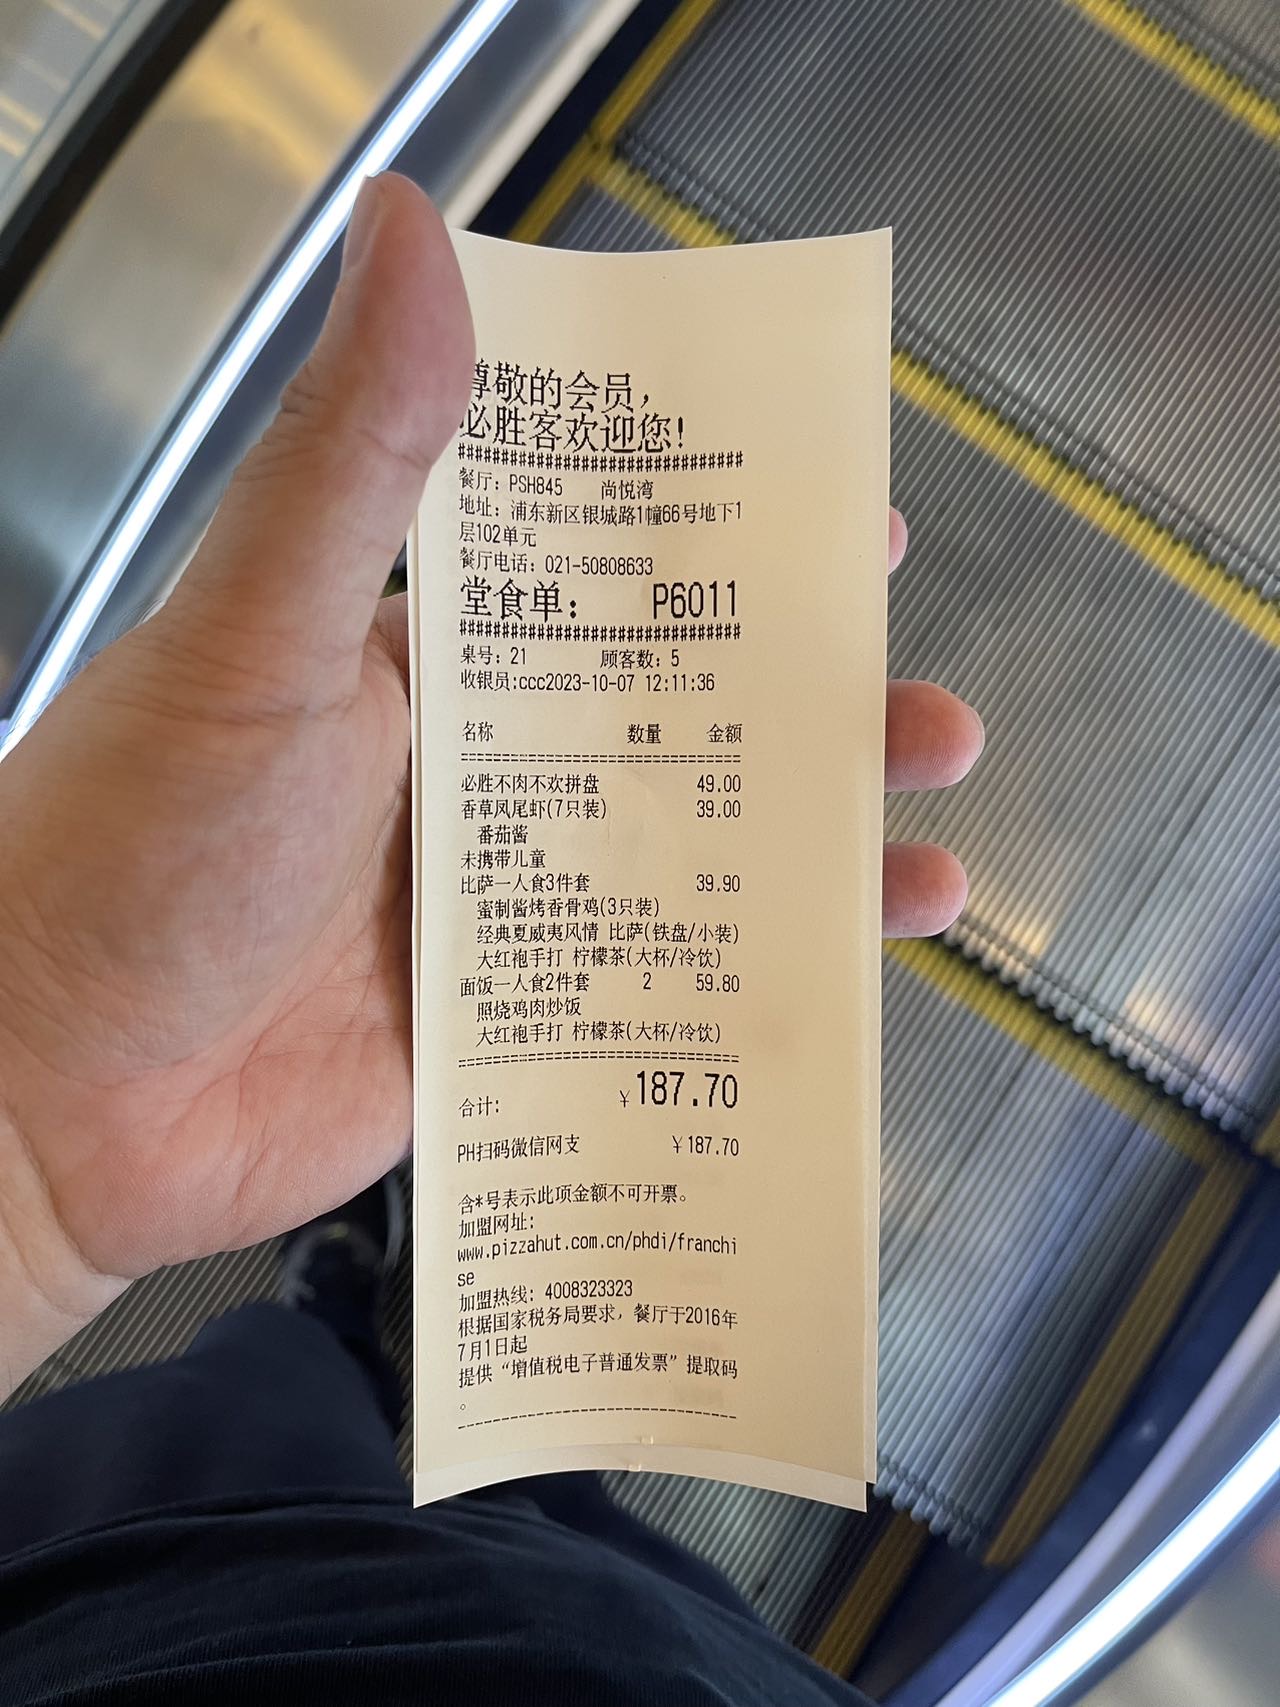 尊敬的会员，
必胜客欢迎您!
################################
餐厅: PSH845 尚悦湾
地址: 浦东新区银城路1幢66号地下1
层102单元
餐厅电话: 021-50808633
堂食单: P6011
################################
桌号: 21 顾客数: 5
收银员:ccc2023-10-07 12:11:36
名称 数量 金额
================================
必胜不肉不欢拼盘 49.00
香草凤尾虾(7只装) 39.00
番茄酱
未携带儿童
比萨一人食3件套 39.90
蜜制酱烤香骨鸡(3只装)
经典夏威夷风情 比萨(铁盘/小装)
大红袍手打 柠檬茶(大杯/冷饮)
面饭一人食2件套 2 59.80
照烧鸡肉炒饭
大红袍手打 柠檬茶(大杯/冷饮)
================================
合计: ￥187.70
PH扫码微信网支 ￥187.70
含*号表示此项金额不可开票。
加盟网址:
www.pizzahut.com.cn/phdi/franchi
se
加盟热线: 4008323323
根据国家税务局要求，餐厅于2016年
7月1日起
提供“增值税电子普通发票”提取码
。
--------------------------------